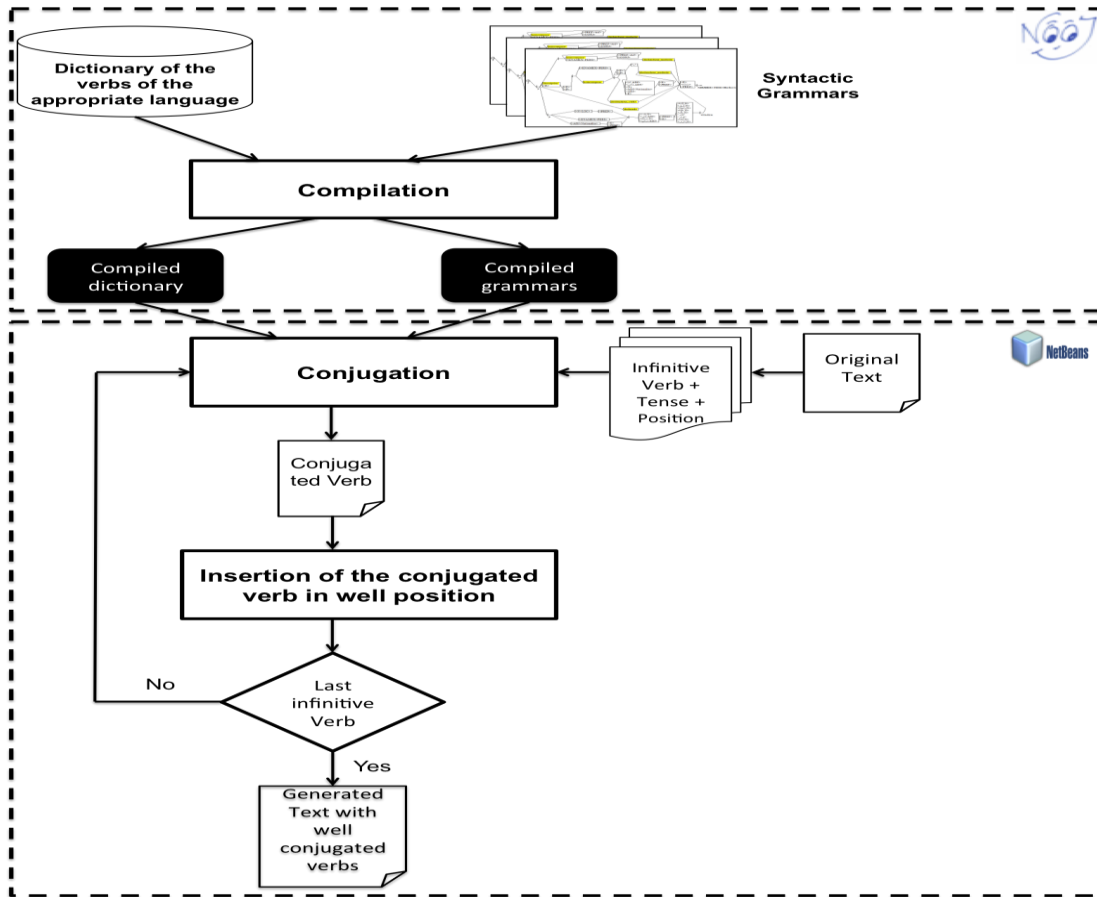 NooJ
Dictionary of the
verbs of the
appropriate language
Syntactic
Grammars
Compilation
Compiled
dictionary
Compiled
grammars
Conjugation
Infinitive
Verb +
Tense +
Position
Original
Text
NetBeans
Conjuga
ted Verb
Insertion of the conjugated
verb in well position
No
Last
infinitive
Verb
Yes
Generated
Text with
well
conjugated
verbs